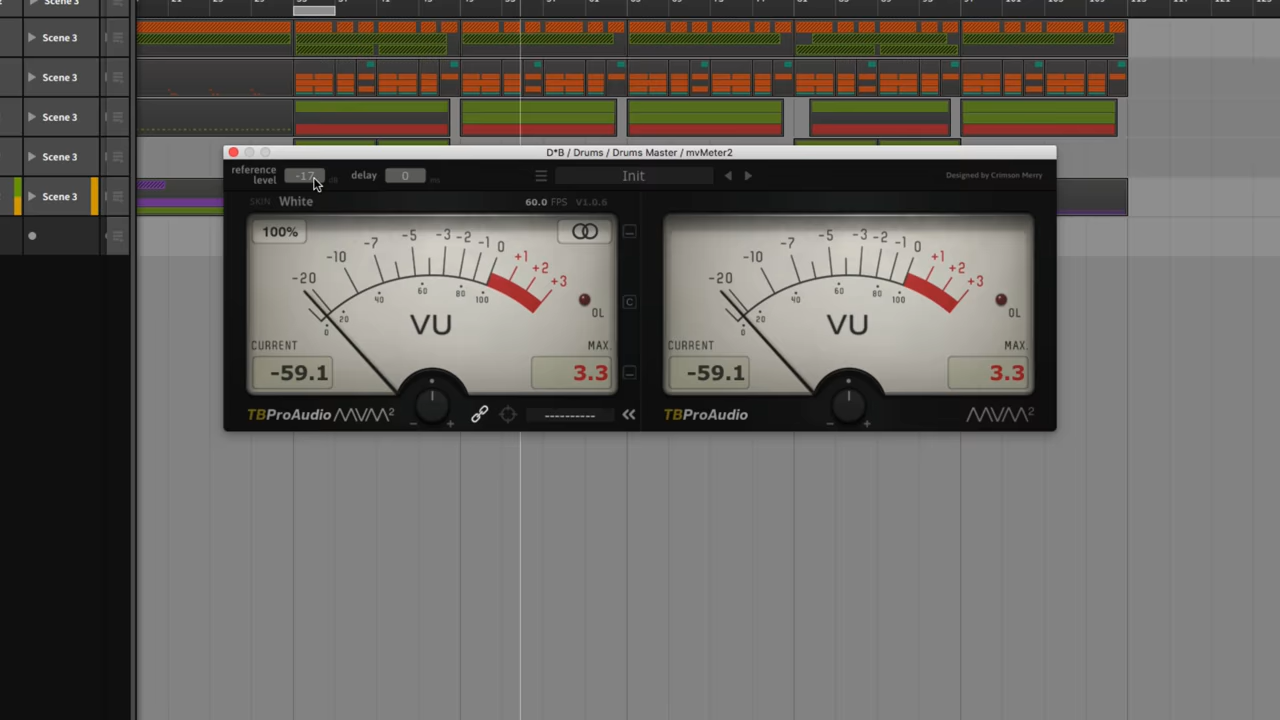 Scene 3
Scene 3
Scene 3
Scene 3
D*B / Drums / Drums Master / mvMeter2
reference level -17 delay 0 ms Init Designed by Crimson Merry
Scene 3
SKIN White 60.0 FPS V1.0.6
100%
-20 -10 -7 -5 -3 -2 -1 0 +1 +2 +3
0 20 40 60 80 100
VU
OL
CURRENT MAX.
-59.1 3.3
TBProAudio MVM2 ----------
C
-20 -10 -7 -5 -3 -2 -1 0 +1 +2 +3
0 20 40 60 80 100
VU
OL
CURRENT MAX.
-59.1 3.3
TBProAudio MVM2